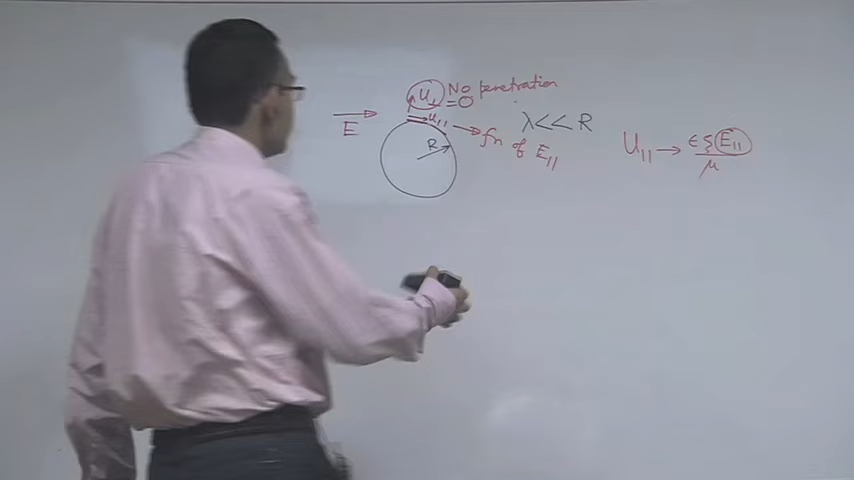 U⊥ No penetration
= 0
E
U||
λ << R
R
fn of E||
U|| → εζE||
μ